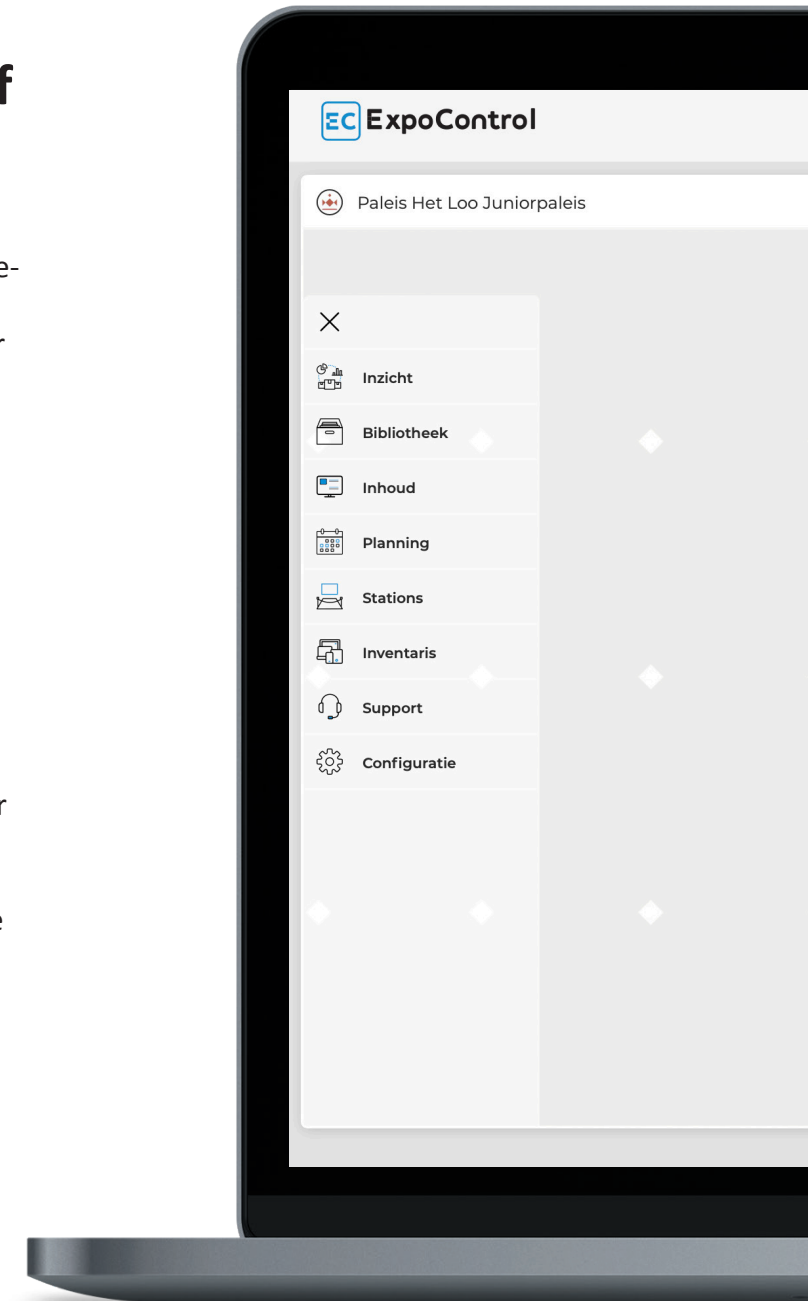 EC ExpoControl
Paleis Het Loo Juniorpaleis
Inzicht
Bibliotheek
Inhoud
Planning
Stations
Inventaris
Support
Configuratie